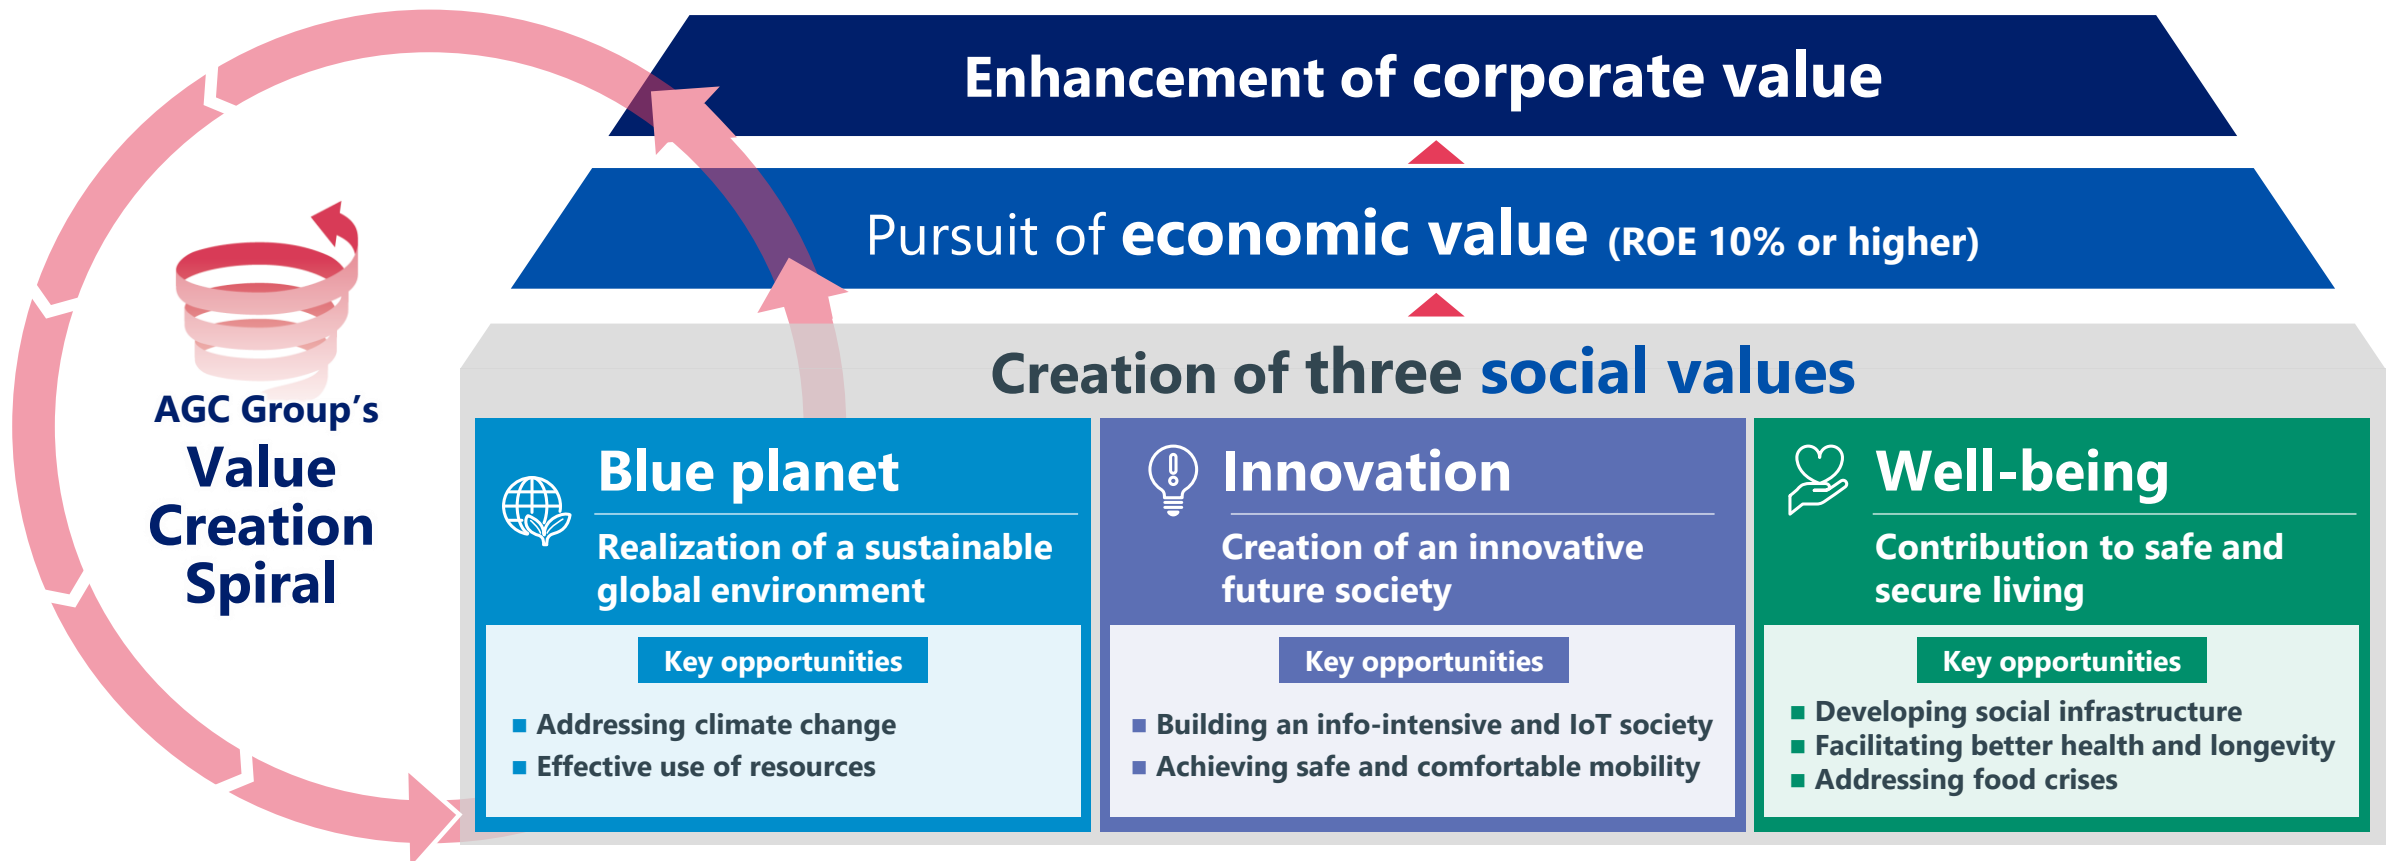 Enhancement of corporate value
Pursuit of economic value (ROE 10% or higher)
Creation of three social values
AGC Group's
Value
Creation
Spiral
Blue planet
Realization of a sustainable
global environment
Key opportunities
■ Addressing climate change
■ Effective use of resources
Innovation
Creation of an innovative
future society
Key opportunities
■ Building an info-intensive and IoT society
■ Achieving safe and comfortable mobility
Well-being
Contribution to safe and
secure living
Key opportunities
■ Developing social infrastructure
■ Facilitating better health and longevity
■ Addressing food crises